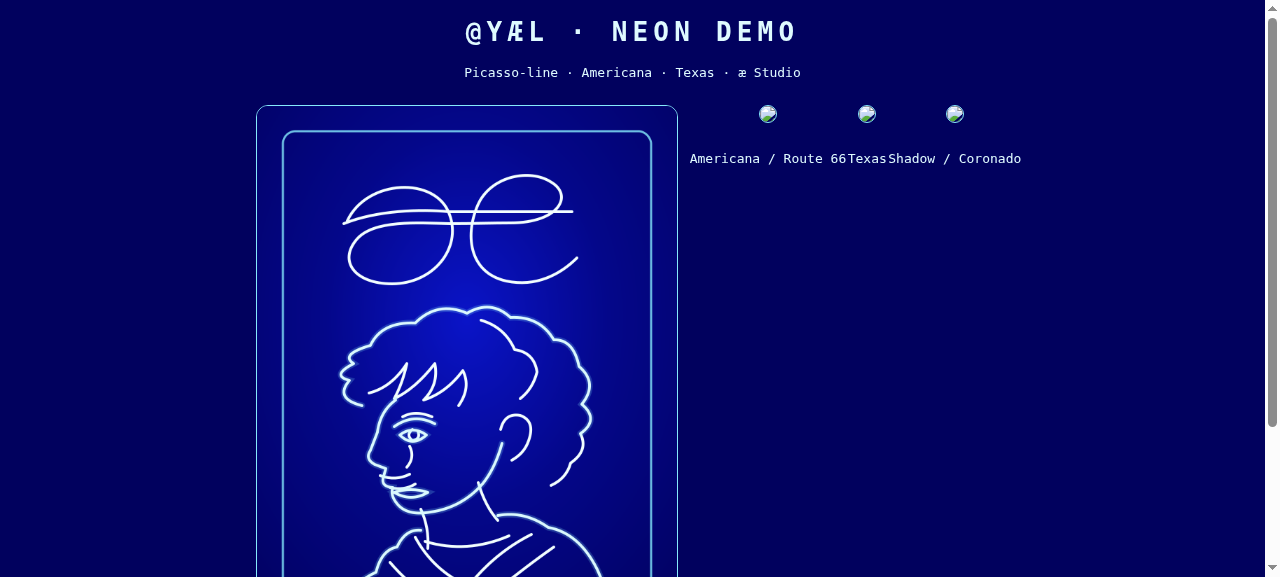 @YÆL · NEON DEMO
Picasso-line · Americana · Texas · æ Studio
æ
Americana / Route 66
Texas
Shadow / Coronado